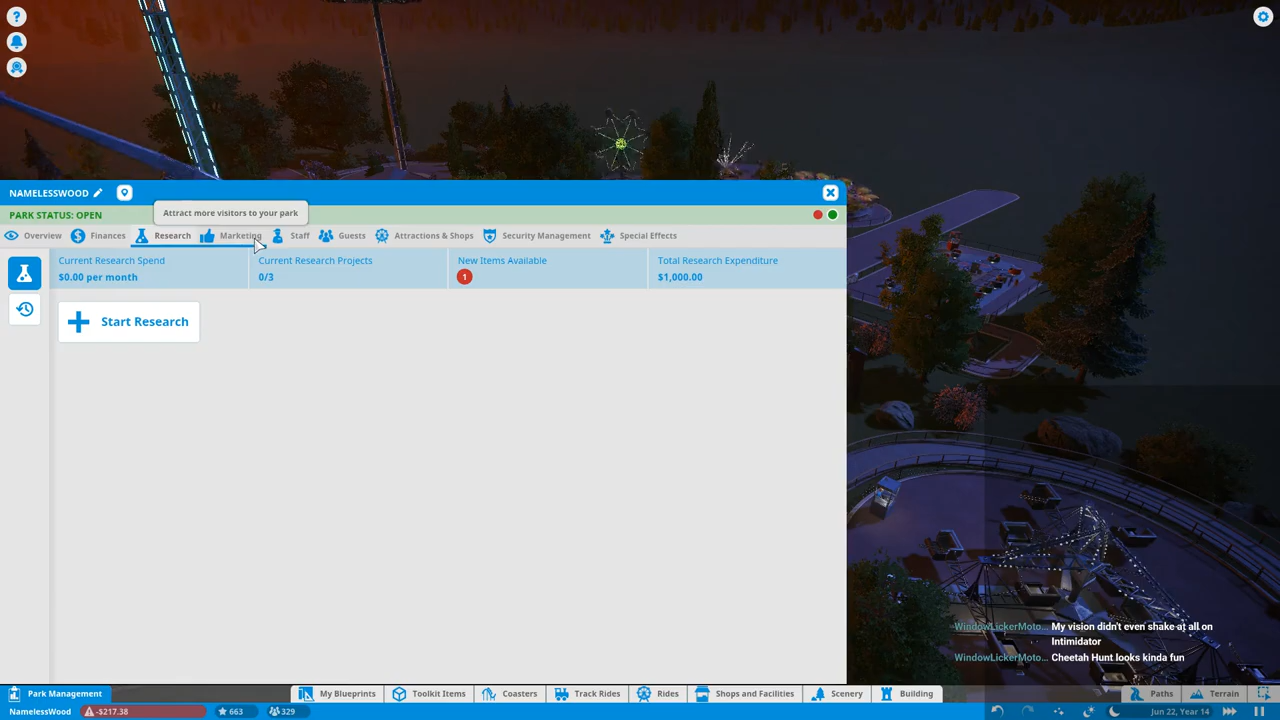 NAMELESSWOOD
PARK STATUS: OPEN
Attract more visitors to your park
Overview
Finances
Research
Marketing
Staff
Guests
Attractions & Shops
Security Management
Special Effects
Current Research Spend
$0.00 per month
Current Research Projects
0/3
New Items Available
1
Total Research Expenditure
$1,000.00
Start Research
WindowLickerMoto... My vision didn't even shake at all on
Intimidator
WindowLickerMoto... Cheetah Hunt looks kinda fun
Park Management
My Blueprints
Toolkit Items
Coasters
Track Rides
Rides
Shops and Facilities
Scenery
Building
Paths
Terrain
NamelessWood
-$217.38
663
329
Jun 22, Year 14